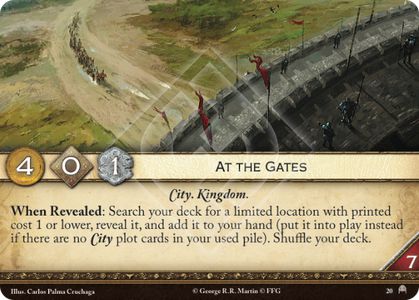 4 0 1 AT THE GATES
City. Kingdom.
When Revealed: Search your deck for a limited location with printed
cost 1 or lower, reveal it, and add it to your hand (put it into play instead
if there are no City plot cards in your used pile). Shuffle your deck.
7
Illus. Carlos Palma Cruchaga © George R.R. Martin © FFG 20